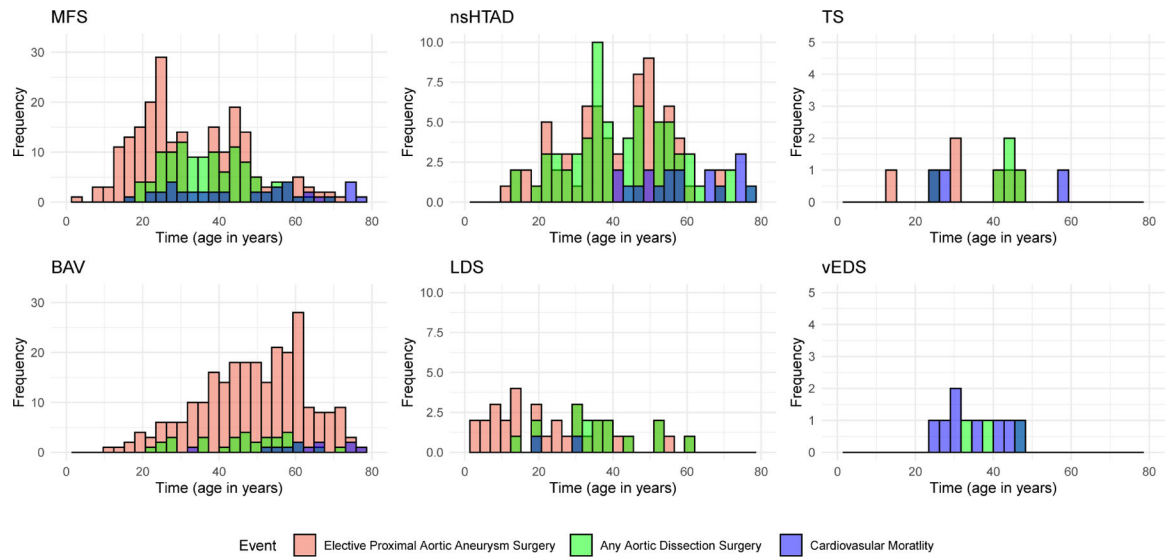 MFS
nsHTAD
TS
Frequency
30
20
10
0
0 20 40 60 80
Time (age in years)
Frequency
10.0
7.5
5.0
2.5
0.0
0 20 40 60 80
Time (age in years)
Frequency
5
4
3
2
1
0
0 20 40 60 80
Time (age in years)
BAV
LDS
vEDS
Frequency
30
20
10
0
0 20 40 60 80
Time (age in years)
Frequency
10.0
7.5
5.0
2.5
0.0
0 20 40 60 80
Time (age in years)
Frequency
5
4
3
2
1
0
0 20 40 60 80
Time (age in years)
Event Elective Proximal Aortic Aneurysm Surgery Any Aortic Dissection Surgery Cardiovasular Moratlity